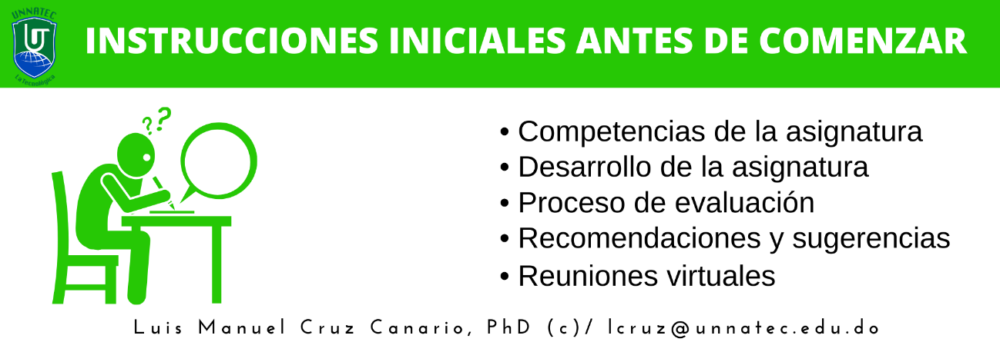 UNNATEC
UT
La Tecnológica
INSTRUCCIONES INICIALES ANTES DE COMENZAR
??
• Competencias de la asignatura
• Desarrollo de la asignatura
• Proceso de evaluación
• Recomendaciones y sugerencias
• Reuniones virtuales
Luis Manuel Cruz Canario, PhD (c)/ lcruz@unnatec.edu.do